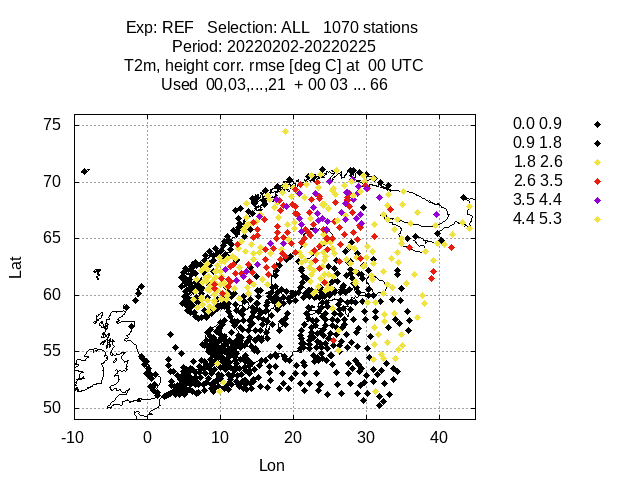 Exp: REF   Selection: ALL   1070 stations
Period: 20220202-20220225
T2m, height corr. rmse [deg C] at  00 UTC
Used  00,03,...,21  + 00 03 ... 66
0.0 0.9
0.9 1.8
1.8 2.6
2.6 3.5
3.5 4.4
4.4 5.3
75
70
65
60
55
50
Lat
-10 0 10 20 30 40
Lon